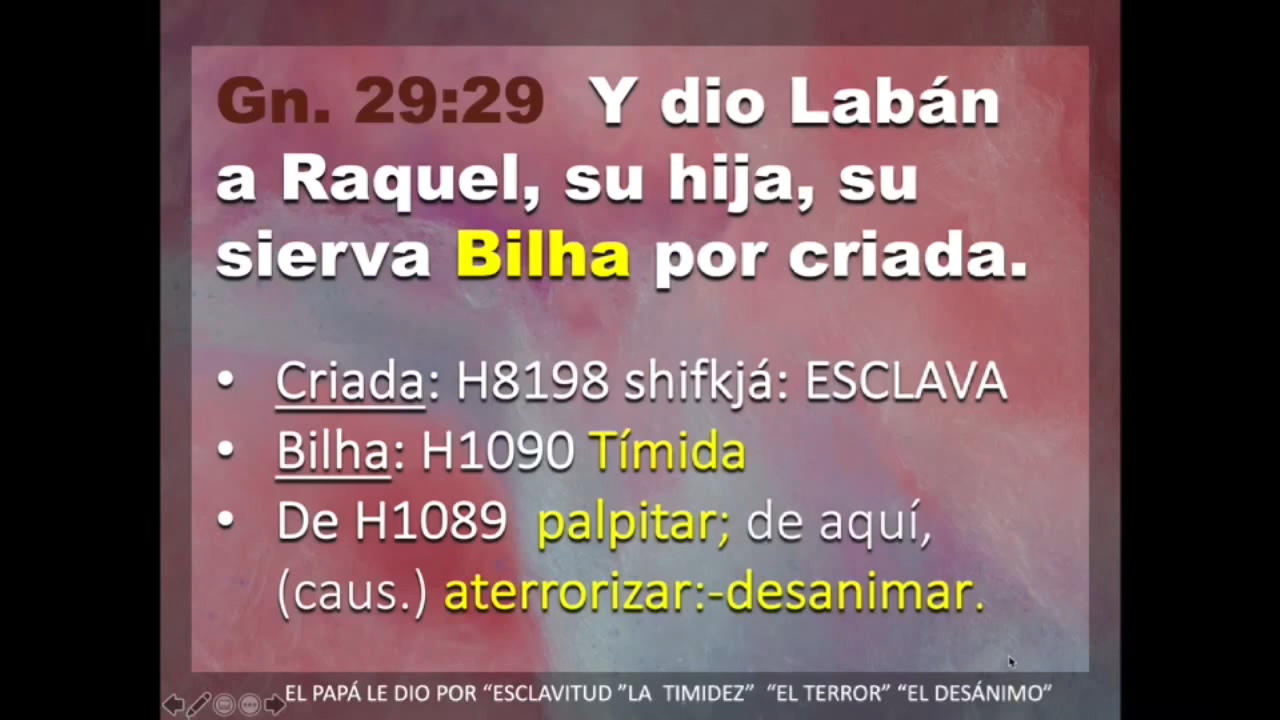 Gn. 29:29 Y dio Labán
a Raquel, su hija, su
sierva Bilha por criada.
• Criada: H8198 shifkjá: ESCLAVA
• Bilha: H1090 Tímida
• De H1089 palpitar; de aquí,
(caus.) aterrorizar:-desanimar.
EL PAPÁ LE DIO POR “ESCLAVITUD ”LA TIMIDEZ” “EL TERROR” “EL DESÁNIMO”